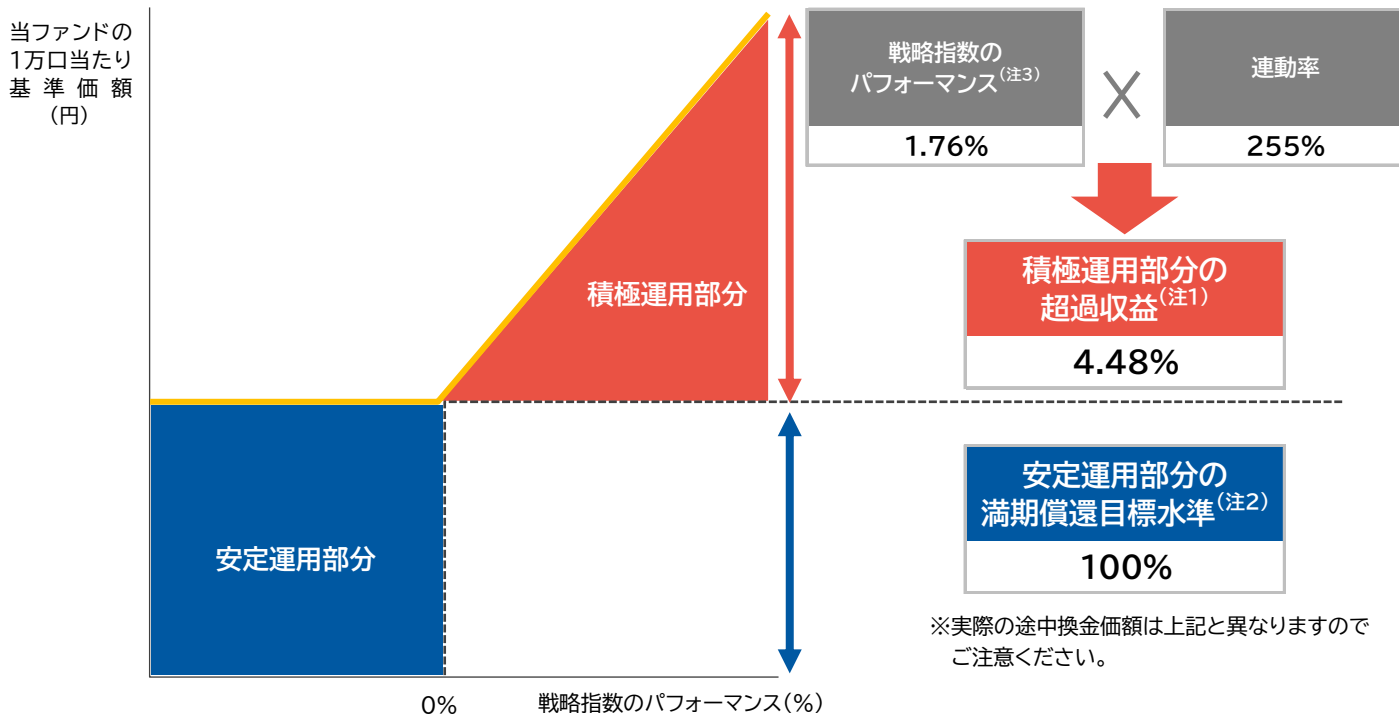 当ファンドの
1万口当たり
基準価額
(円)
戦略指数の
パフォーマンス(注3)
1.76%
×
連動率
255%
積極運用部分の
超過収益(注1)
4.48%
積極運用部分
安定運用部分の
満期償還目標水準(注2)
100%
安定運用部分
※実際の途中換金価額は上記と異なりますので
ご注意ください。
0%
戦略指数のパフォーマンス(%)